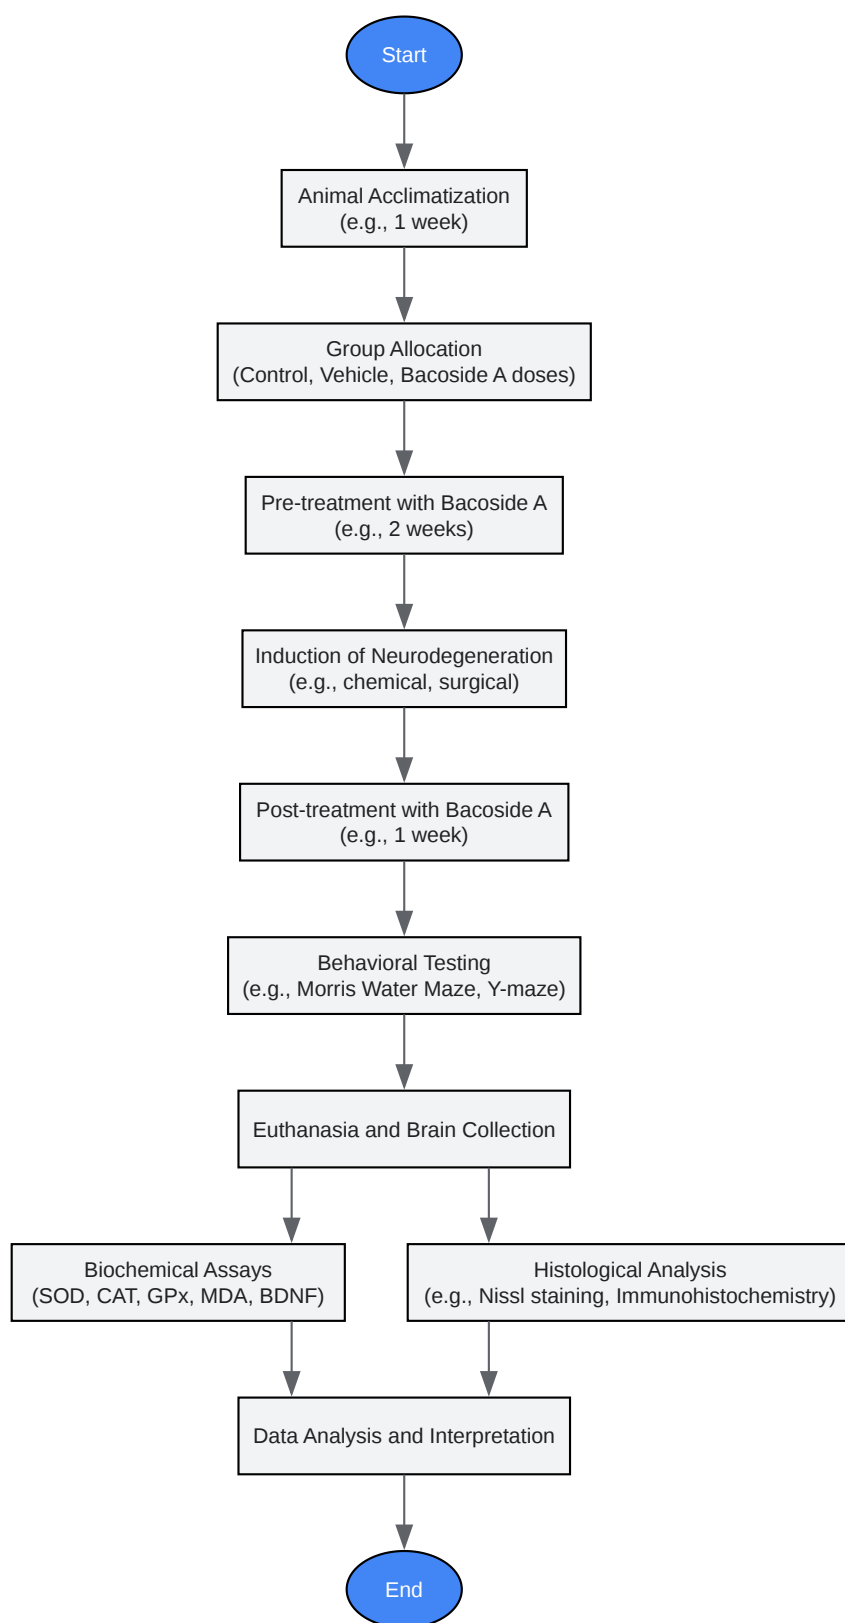 Start
Animal Acclimatization
(e.g., 1 week)
Group Allocation
(Control, Vehicle, Bacoside A doses)
Pre-treatment with Bacoside A
(e.g., 2 weeks)
Induction of Neurodegeneration
(e.g., chemical, surgical)
Post-treatment with Bacoside A
(e.g., 1 week)
Behavioral Testing
(e.g., Morris Water Maze, Y-maze)
Euthanasia and Brain Collection
Biochemical Assays
(SOD, CAT, GPx, MDA, BDNF)
Histological Analysis
(e.g., Nissl staining, Immunohistochemistry)
Data Analysis and Interpretation
End